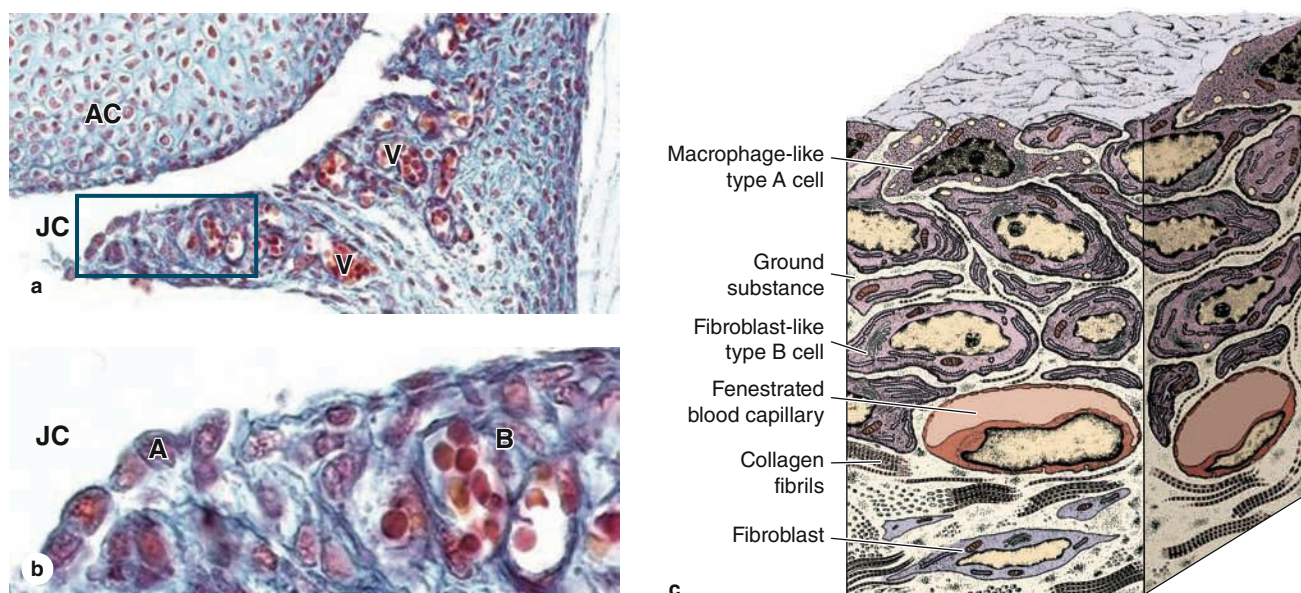 AC
V
JC
V
a
JC
A
B
b
Macrophage-like
type A cell
Ground
substance
Fibroblast-like
type B cell
Fenestrated
blood capillary
Collagen
fibrils
Fibroblast
c